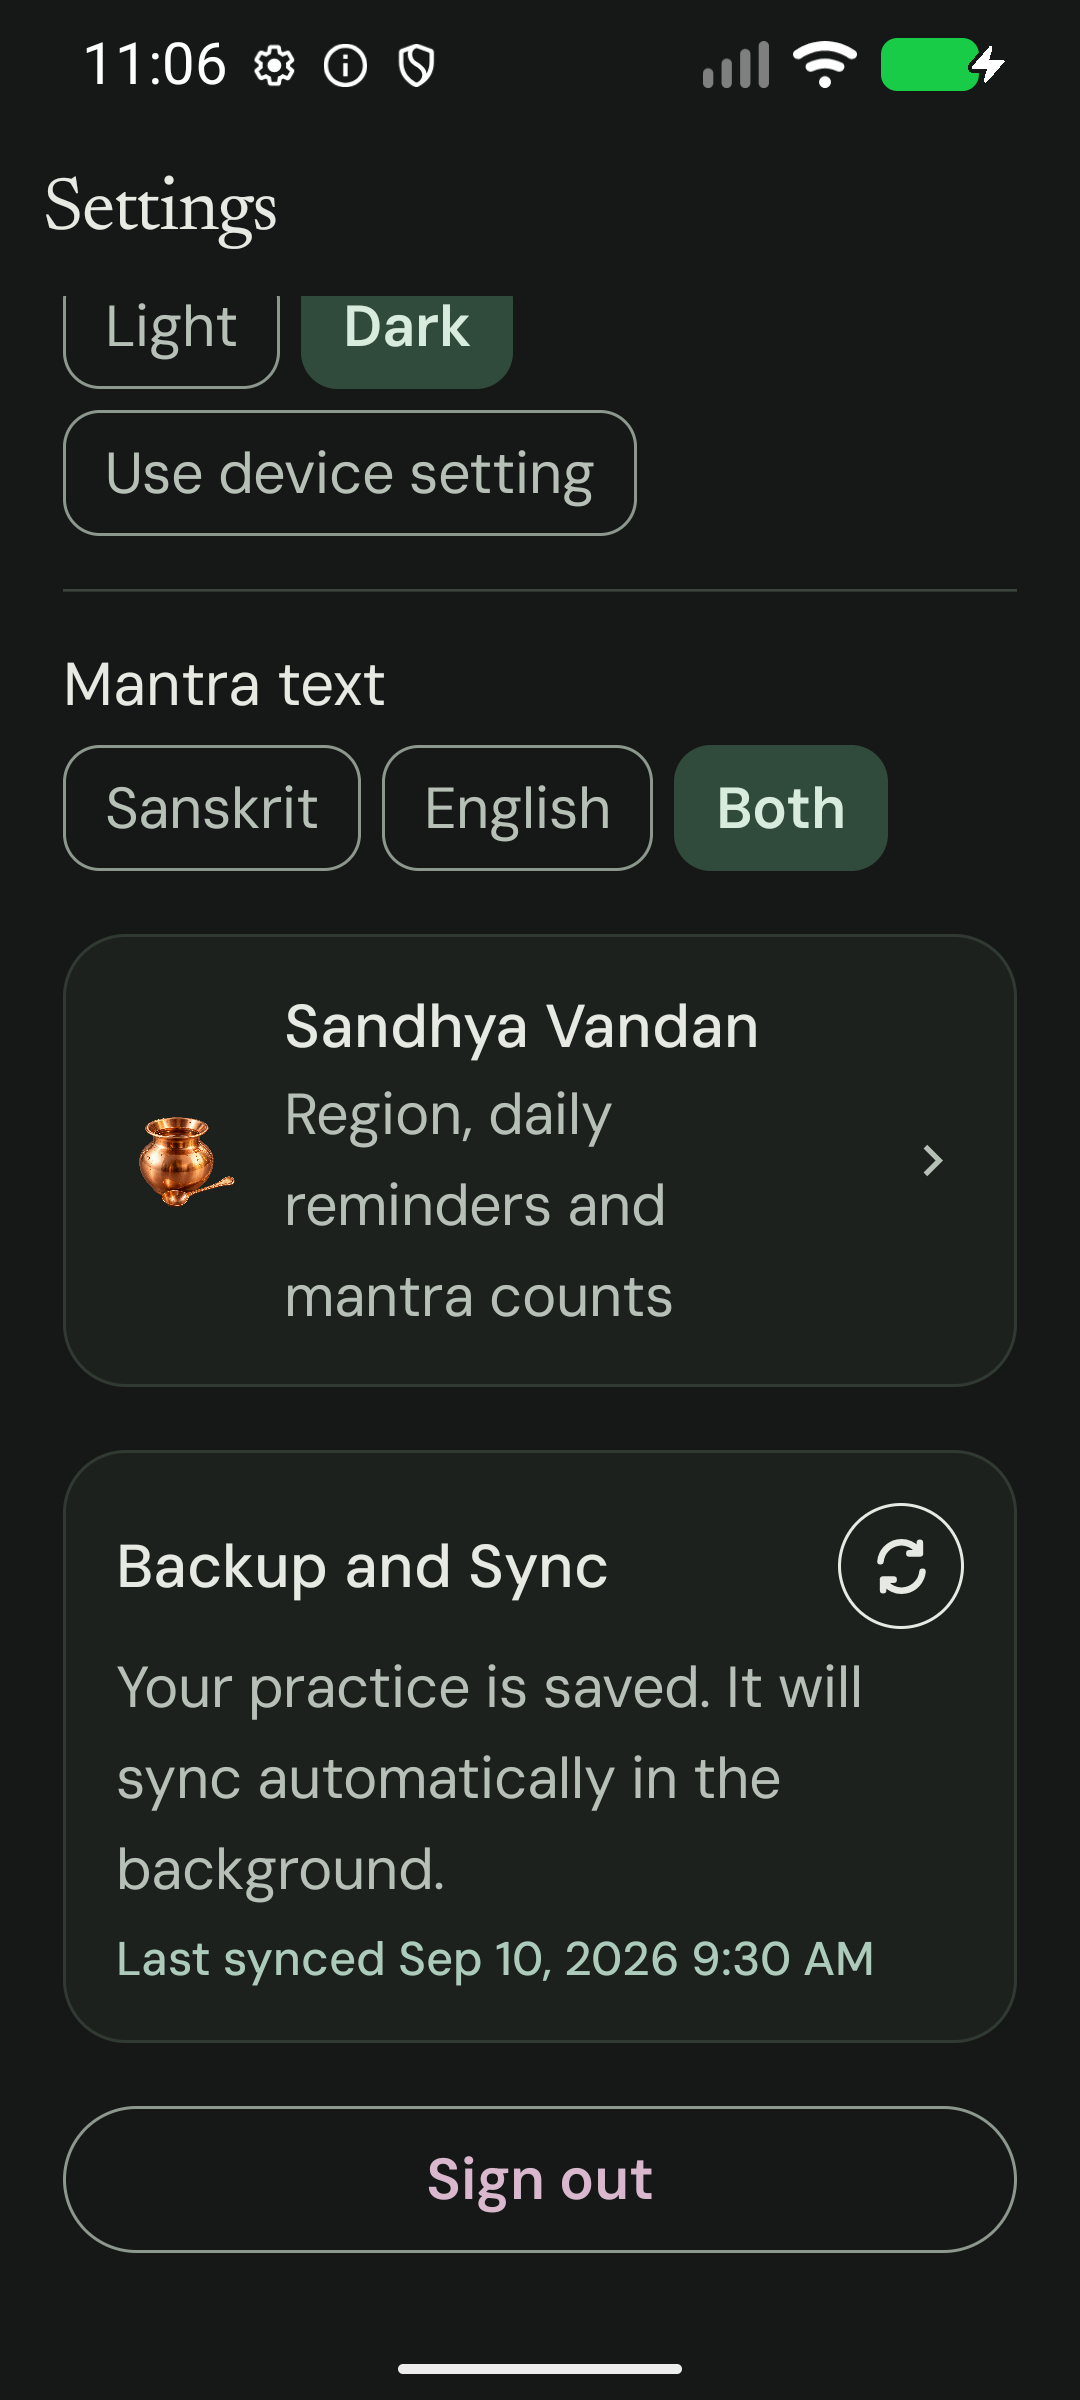 11:06
Settings
Light
Dark
Use device setting
Mantra text
Sanskrit
English
Both
Sandhya Vandan
Region, daily
reminders and
mantra counts
Backup and Sync
Your practice is saved. It will
sync automatically in the
background.
Last synced Sep 10, 2026 9:30 AM
Sign out